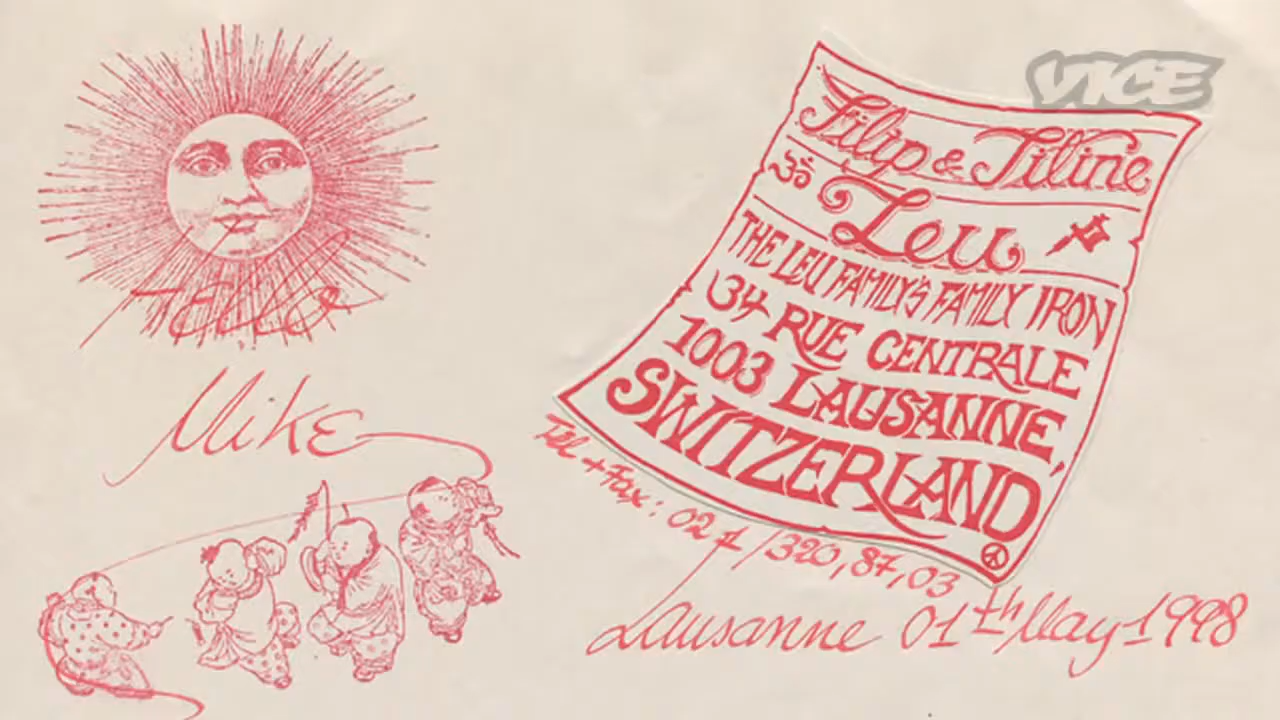 VICE
Hello
Mike
Filip & Titine
ॐ Leu
THE LEU FAMILY'S FAMILY IRON
34 RUE CENTRALE
1003 LAUSANNE,
SWITZERLAND
Tel + Fax: 021/320,87,03
Lausanne 01th May 1998